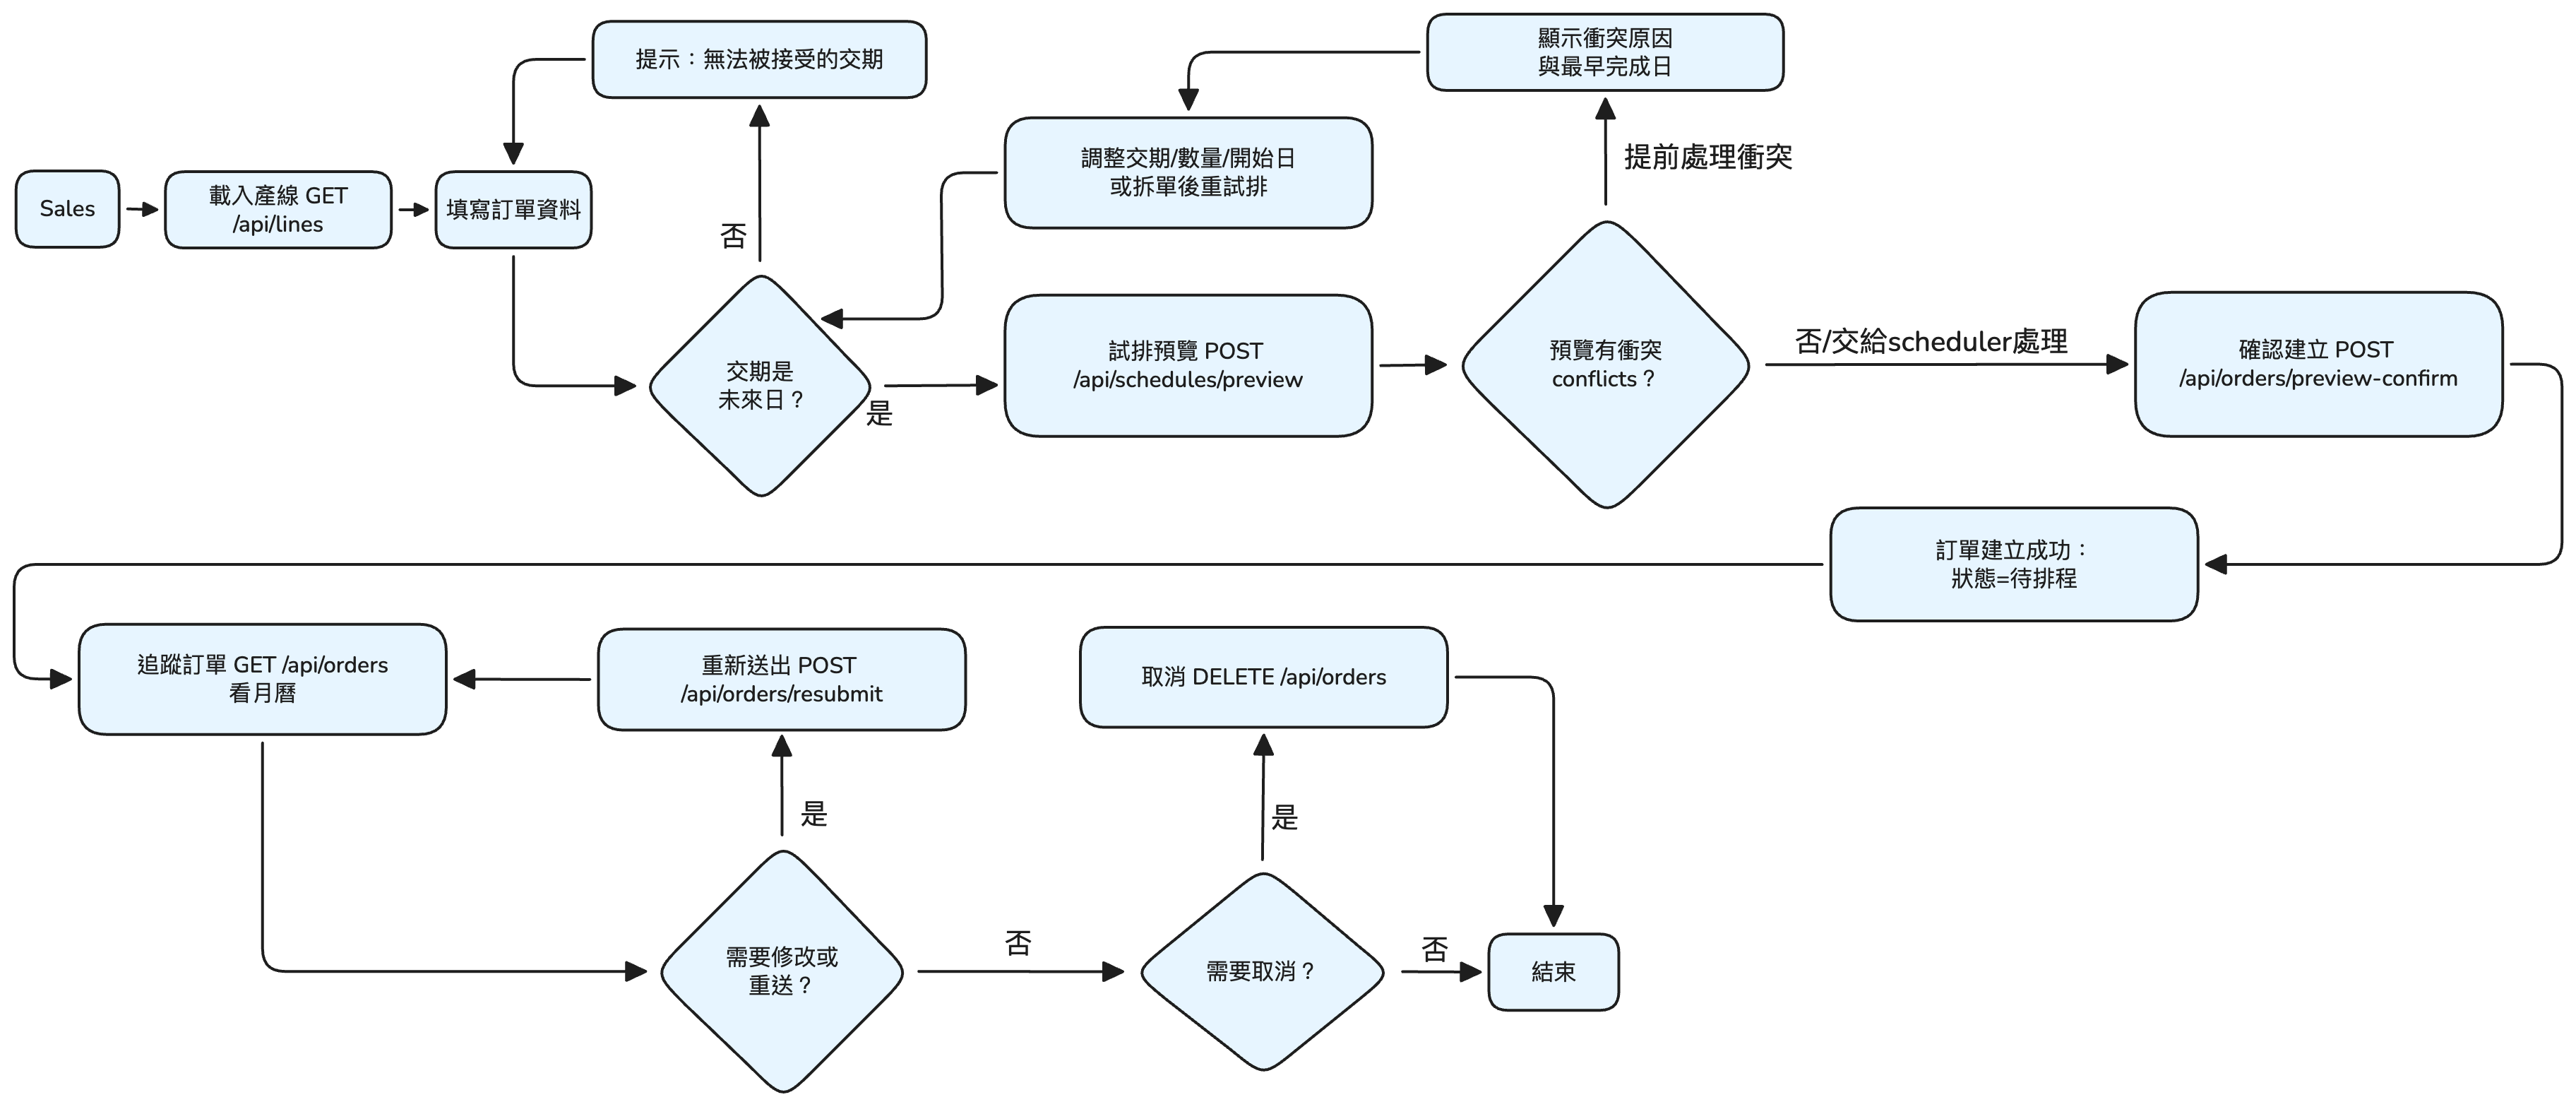 提示：無法被接受的交期
顯示衝突原因
與最早完成日
調整交期/數量/開始日
或拆單後重試排
提前處理衝突
Sales
載入產線 GET
/api/lines
填寫訂單資料
否
交期是
未來日？
是
試排預覽 POST
/api/schedules/preview
預覽有衝突
conflicts？
否/交給scheduler處理
確認建立 POST
/api/orders/preview-confirm
訂單建立成功：
狀態=待排程
追蹤訂單 GET /api/orders
看月曆
重新送出 POST
/api/orders/resubmit
取消 DELETE /api/orders
是
是
需要修改或
重送？
否
需要取消？
否
結束